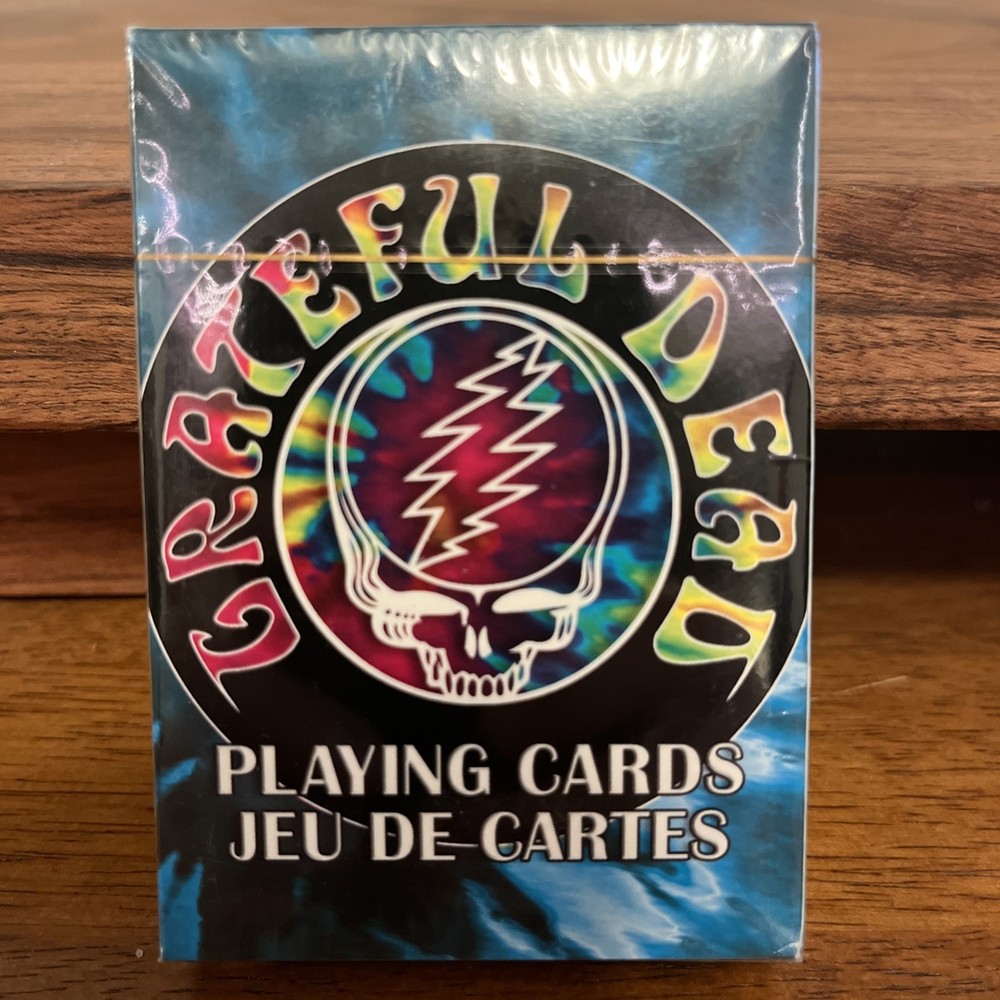 GRATEFUL DEAD
PLAYING CARDS
JEU DE CARTES